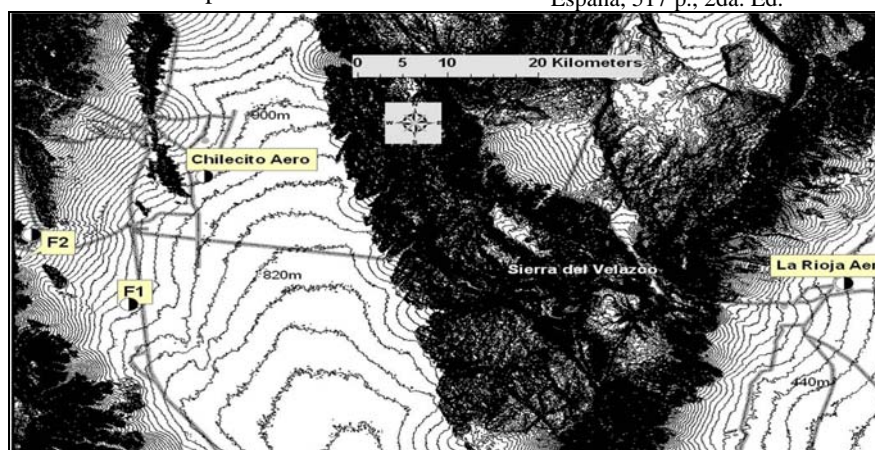 España, 517 p., 2da. Ed.
0 5 10 20 Kilometers
900m
Chilecito Aero
F2
Sierra del Velazco
La Rioja Aer
820m
F1
440m